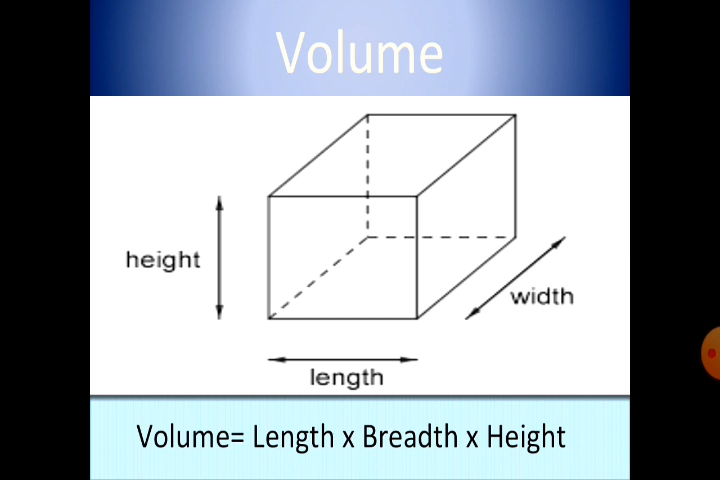 Volume
height
width
length
Volume= Length x Breadth x Height